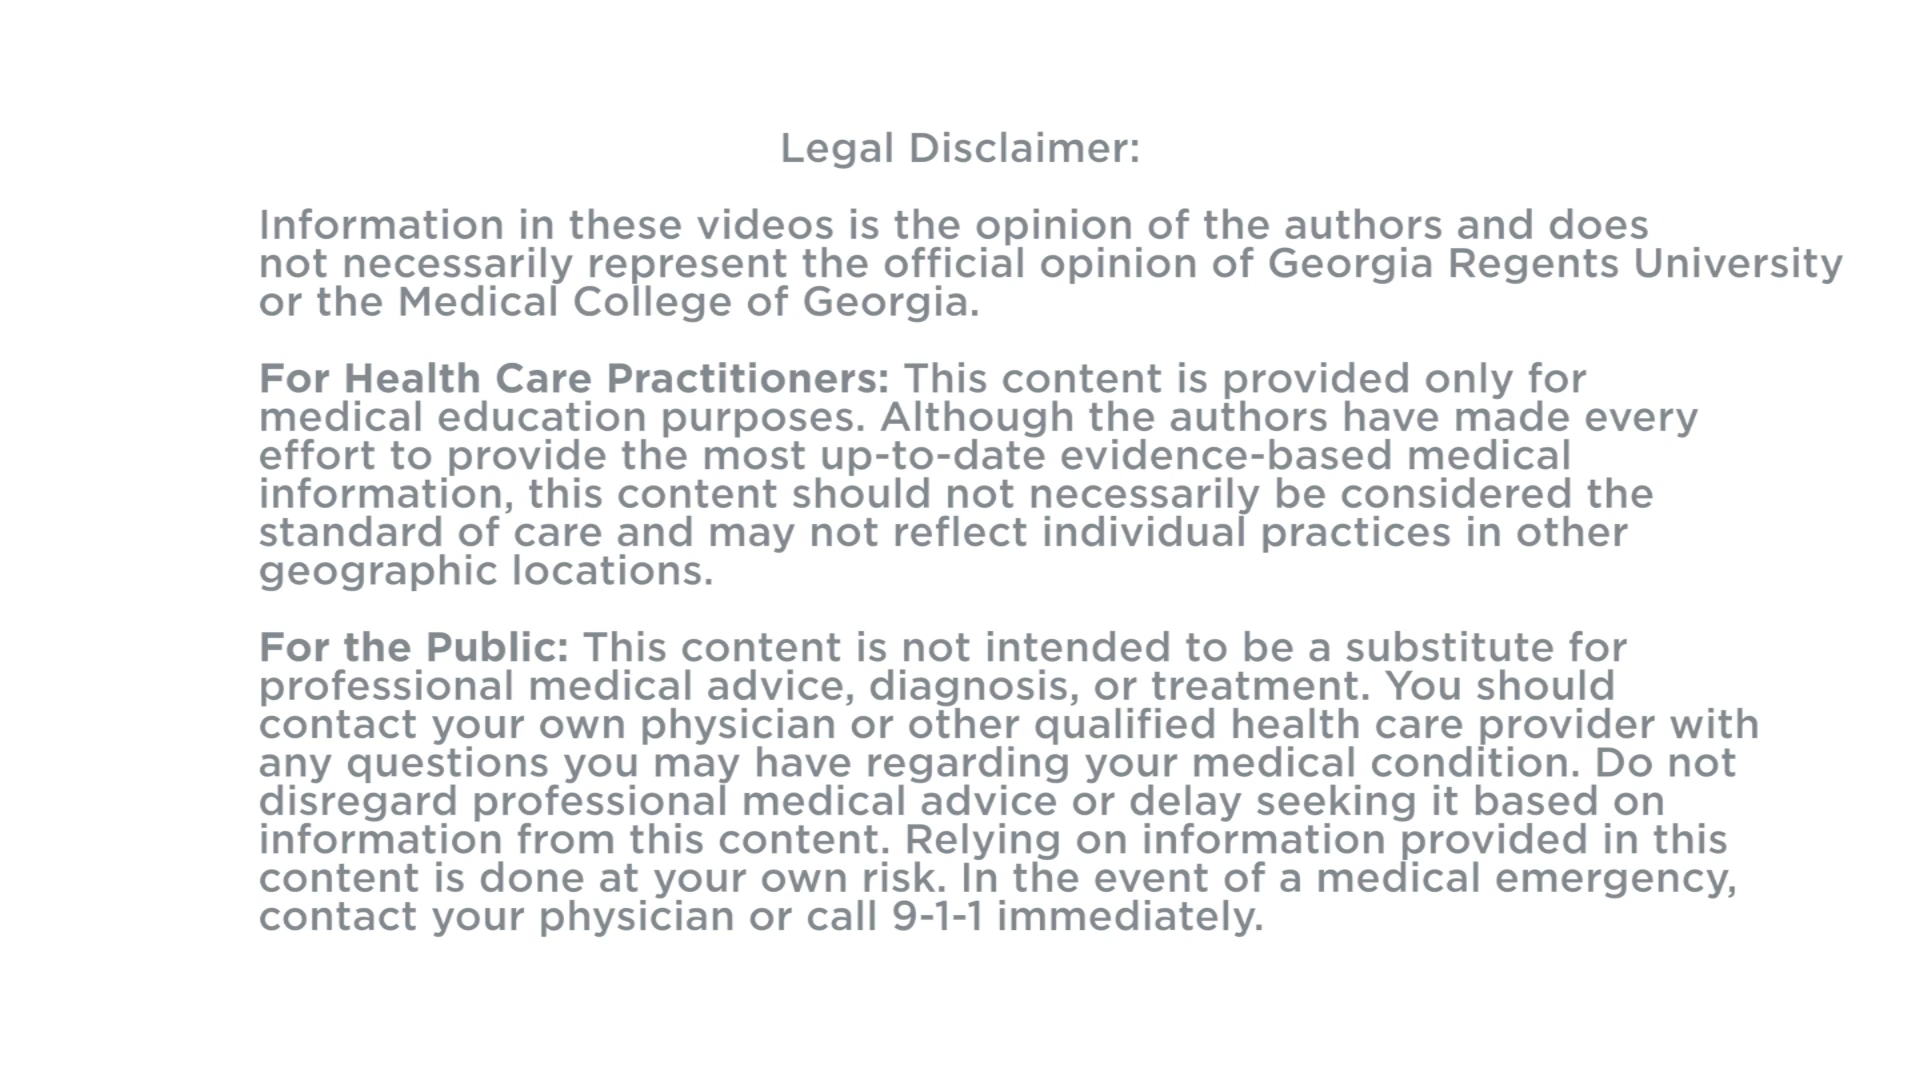 Legal Disclaimer:
Information in these videos is the opinion of the authors and does
not necessarily represent the official opinion of Georgia Regents University
or the Medical College of Georgia.
For Health Care Practitioners: This content is provided only for
medical education purposes. Although the authors have made every
effort to provide the most up-to-date evidence-based medical
information, this content should not necessarily be considered the
standard of care and may not reflect individual practices in other
geographic locations.
For the Public: This content is not intended to be a substitute for
professional medical advice, diagnosis, or treatment. You should
contact your own physician or other qualified health care provider with
any questions you may have regarding your medical condition. Do not
disregard professional medical advice or delay seeking it based on
information from this content. Relying on information provided in this
content is done at your own risk. In the event of a medical emergency,
contact your physician or call 9-1-1 immediately.